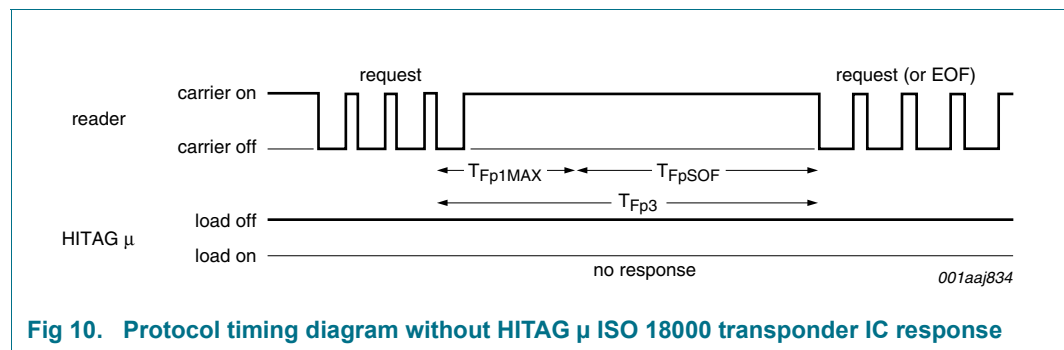 request
request (or EOF)
carrier on
reader
carrier off
TFp1MAX
TFpSOF
TFp3
load off
HITAG µ
load on
no response
001aaj834
Fig 10. Protocol timing diagram without HITAG µ ISO 18000 transponder IC response